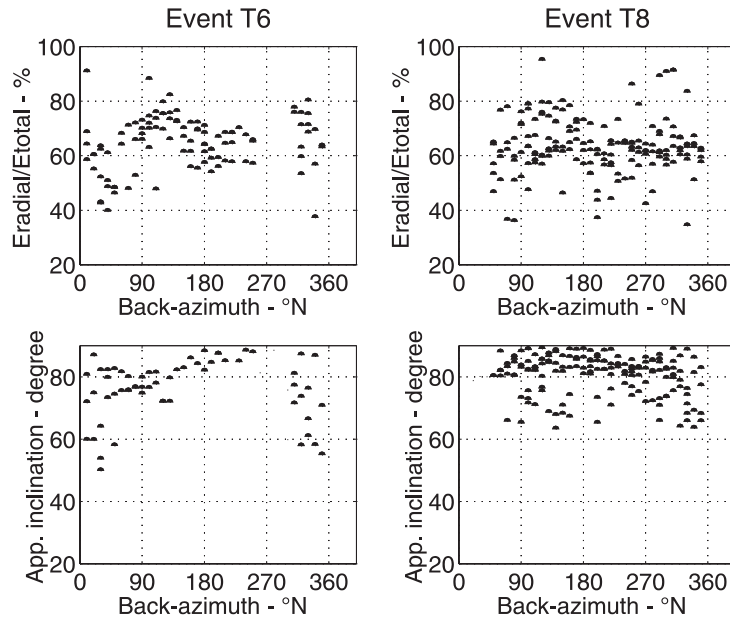 Event T6
Event T8
Eradial/Etotal - %
100
80
60
40
20
0 90 180 270 360
Back-azimuth - °N
Eradial/Etotal - %
100
80
60
40
20
0 90 180 270 360
Back-azimuth - °N
App. inclination - degree
80
60
40
20
0 90 180 270 360
Back-azimuth - °N
App. inclination - degree
80
60
40
20
0 90 180 270 360
Back-azimuth - °N